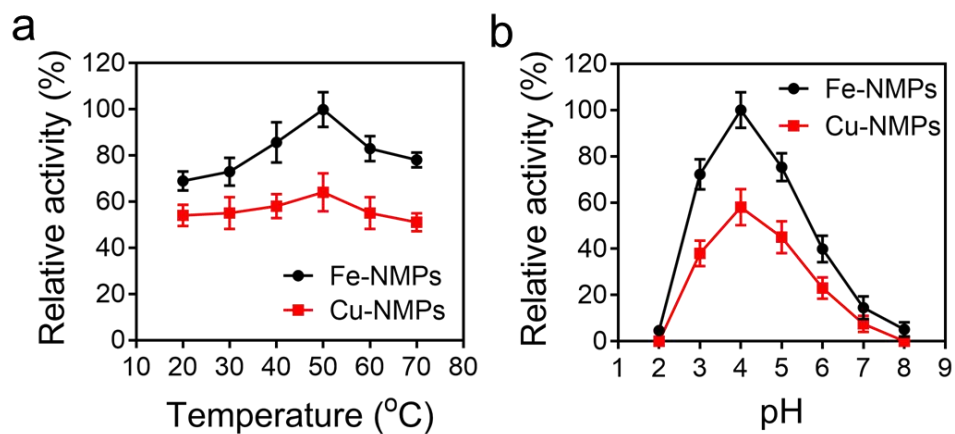 a
Relative activity (%)
120
100
80
60
40
20
0
Fe-NMPs
Cu-NMPs
10 20 30 40 50 60 70 80
Temperature (°C)
b
Relative activity (%)
120
100
80
60
40
20
0
Fe-NMPs
Cu-NMPs
1 2 3 4 5 6 7 8 9
pH